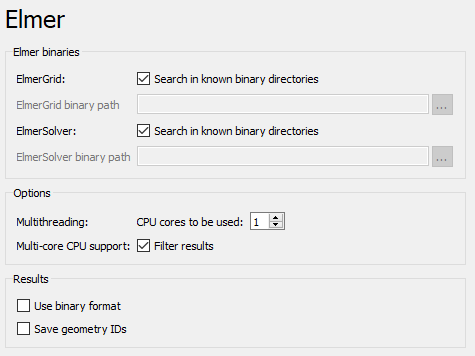 Elmer
Elmer binaries
ElmerGrid: Search in known binary directories
ElmerGrid binary path ...
ElmerSolver: Search in known binary directories
ElmerSolver binary path ...
Options
Multithreading: CPU cores to be used: 1
Multi-core CPU support: Filter results
Results
Use binary format
Save geometry IDs